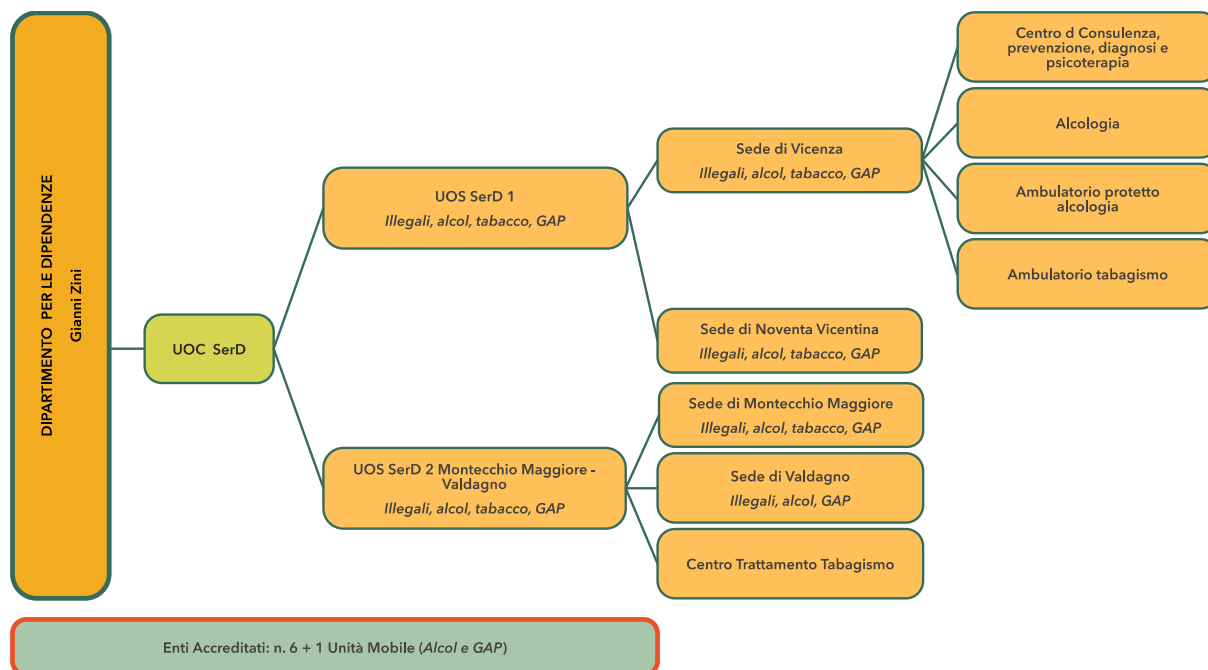 DIPARTIMENTO PER LE DIPENDENZE
Gianni Zini
UOC SerD
UOS SerD 1
Illegali, alcol, tabacco, GAP
UOS SerD 2 Montecchio Maggiore -
Valdagno
Illegali, alcol, tabacco, GAP
Sede di Vicenza
Illegali, alcol, tabacco, GAP
Sede di Noventa Vicentina
Illegali, alcol, tabacco, GAP
Sede di Montecchio Maggiore
Illegali, alcol, tabacco, GAP
Sede di Valdagno
Illegali, alcol, GAP
Centro Trattamento Tabagismo
Centro d Consulenza,
prevenzione, diagnosi e
psicoterapia
Alcologia
Ambulatorio protetto
alcologia
Ambulatorio tabagismo
Enti Accreditati: n. 6 + 1 Unità Mobile (Alcol e GAP)